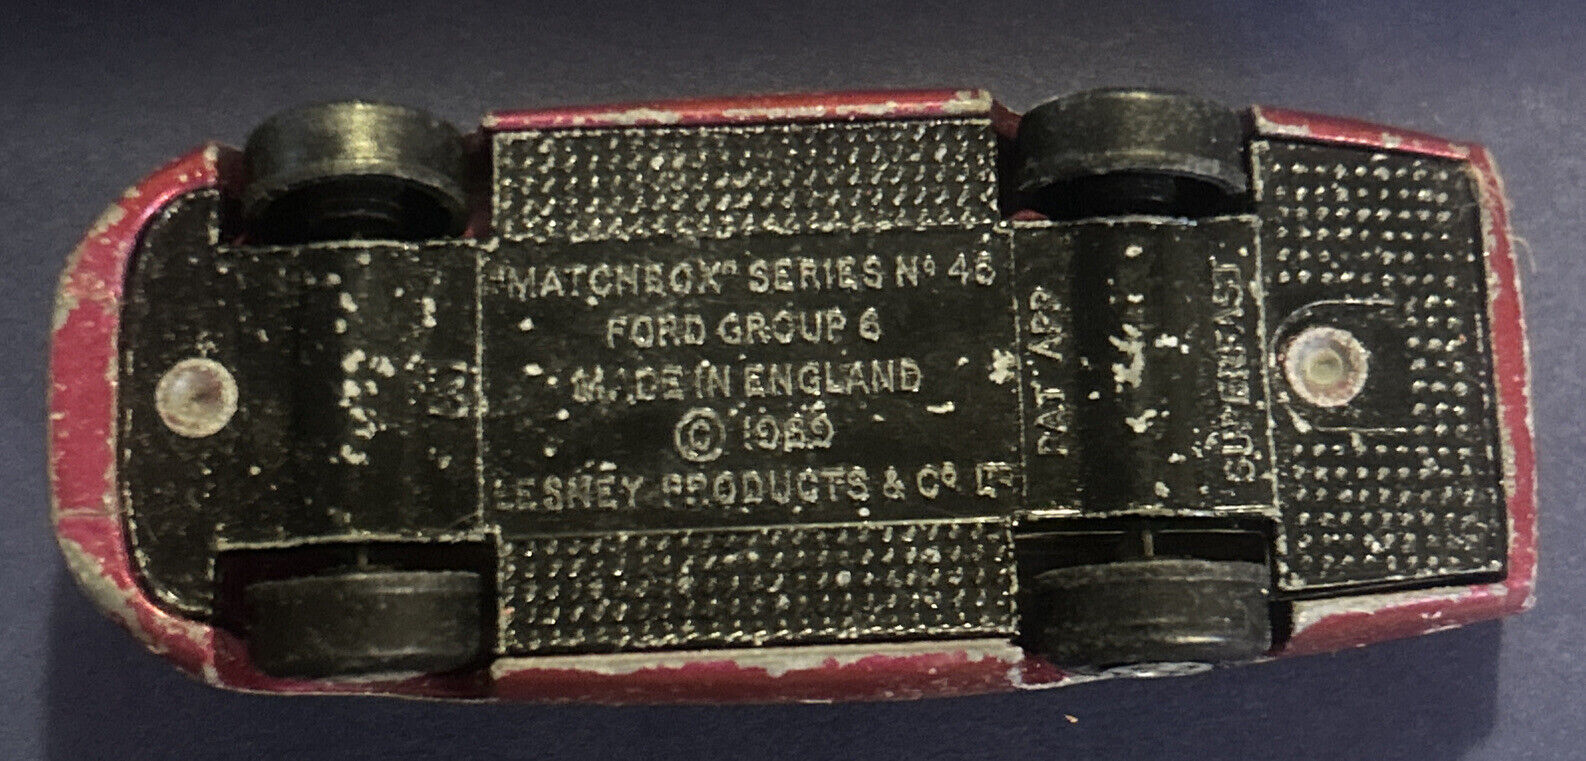 "MATCHBOX" SERIES Nº 45
FORD GROUP 6
MADE IN ENGLAND
© 1969
LESNEY PRODUCTS & Cº Lᵀᴰ
PAT APP
SUPERFAST